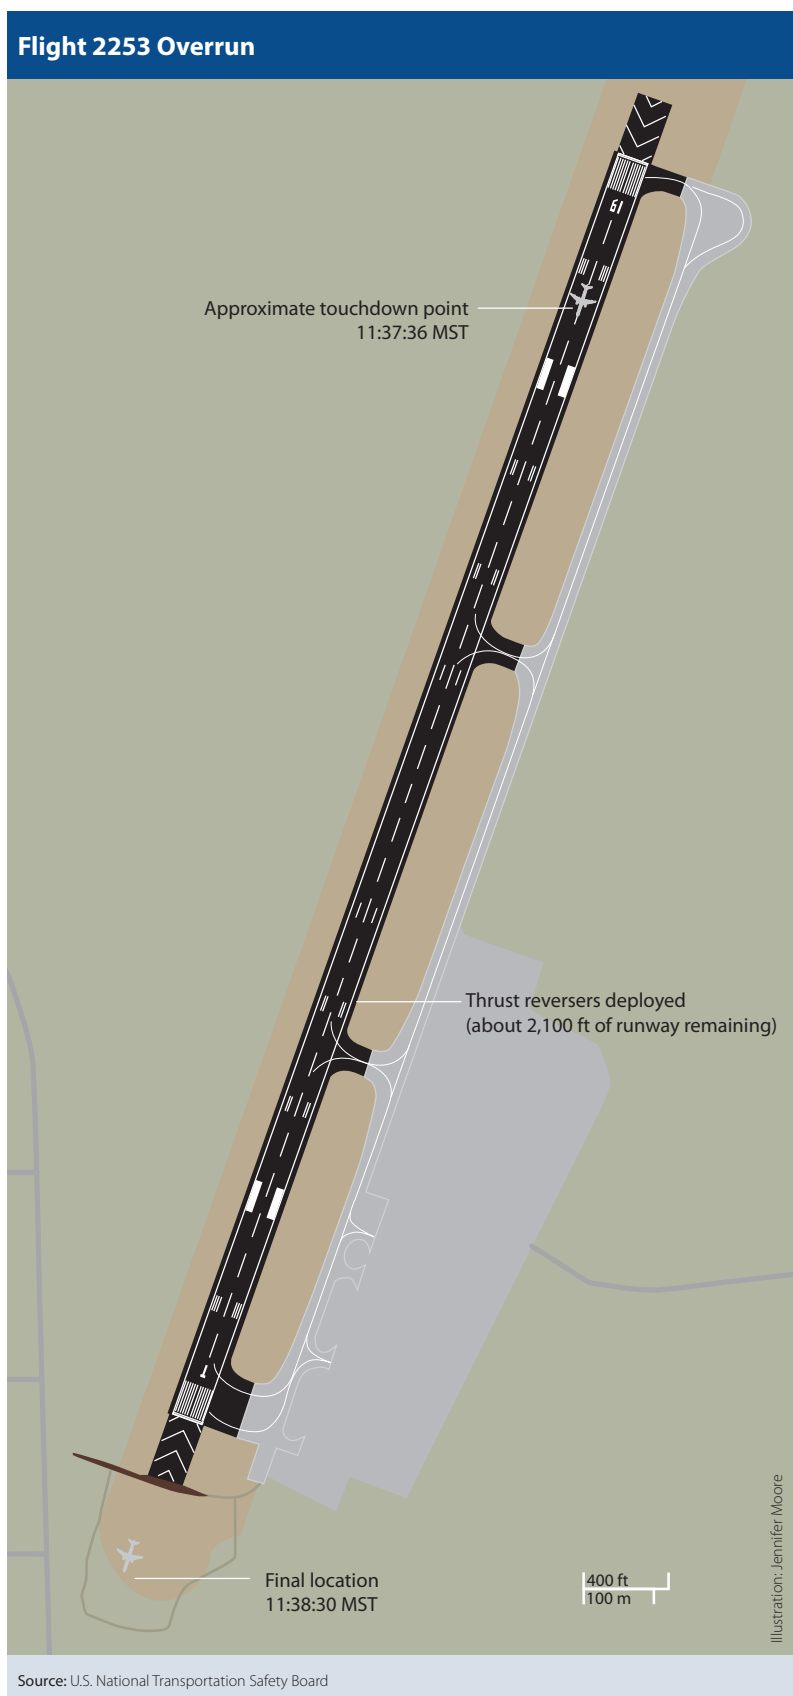 Flight 2253 Overrun
19
Approximate touchdown point
11:37:36 MST
Thrust reversers deployed
(about 2,100 ft of runway remaining)
1
Final location
11:38:30 MST
400 ft
100 m
Illustration: Jennifer Moore
Source: U.S. National Transportation Safety Board